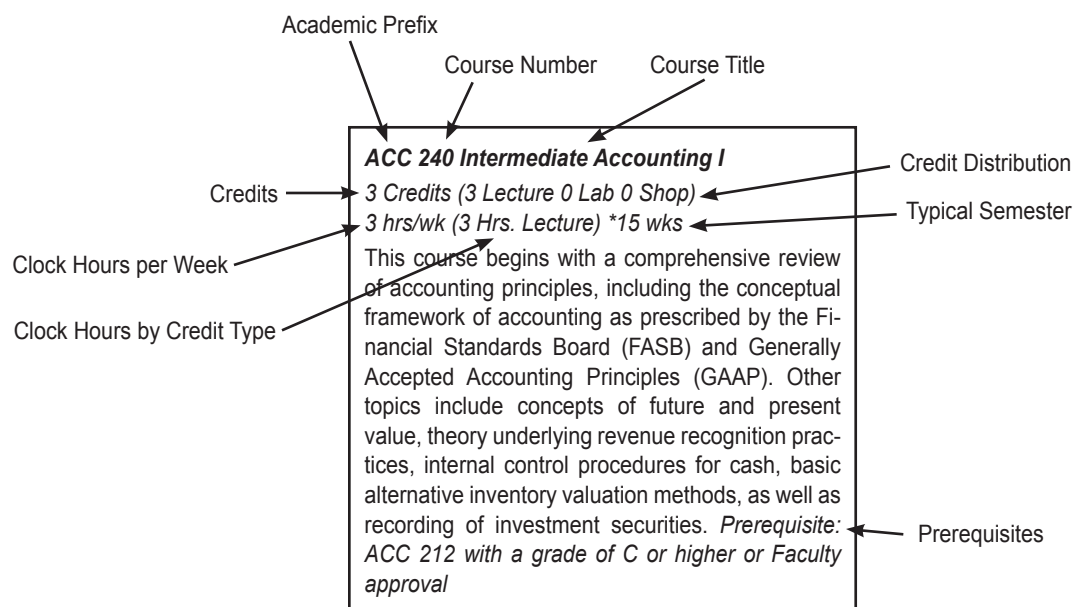 Academic Prefix
Course Number
Course Title
ACC 240 Intermediate Accounting I
Credits
3 Credits (3 Lecture 0 Lab 0 Shop)
Credit Distribution
3 hrs/wk (3 Hrs. Lecture) *15 wks
Typical Semester
Clock Hours per Week
Clock Hours by Credit Type
This course begins with a comprehensive review
of accounting principles, including the conceptual
framework of accounting as prescribed by the Fi-
nancial Standards Board (FASB) and Generally
Accepted Accounting Principles (GAAP). Other
topics include concepts of future and present
value, theory underlying revenue recognition prac-
tices, internal control procedures for cash, basic
alternative inventory valuation methods, as well as
recording of investment securities. Prerequisite:
ACC 212 with a grade of C or higher or Faculty
approval
Prerequisites